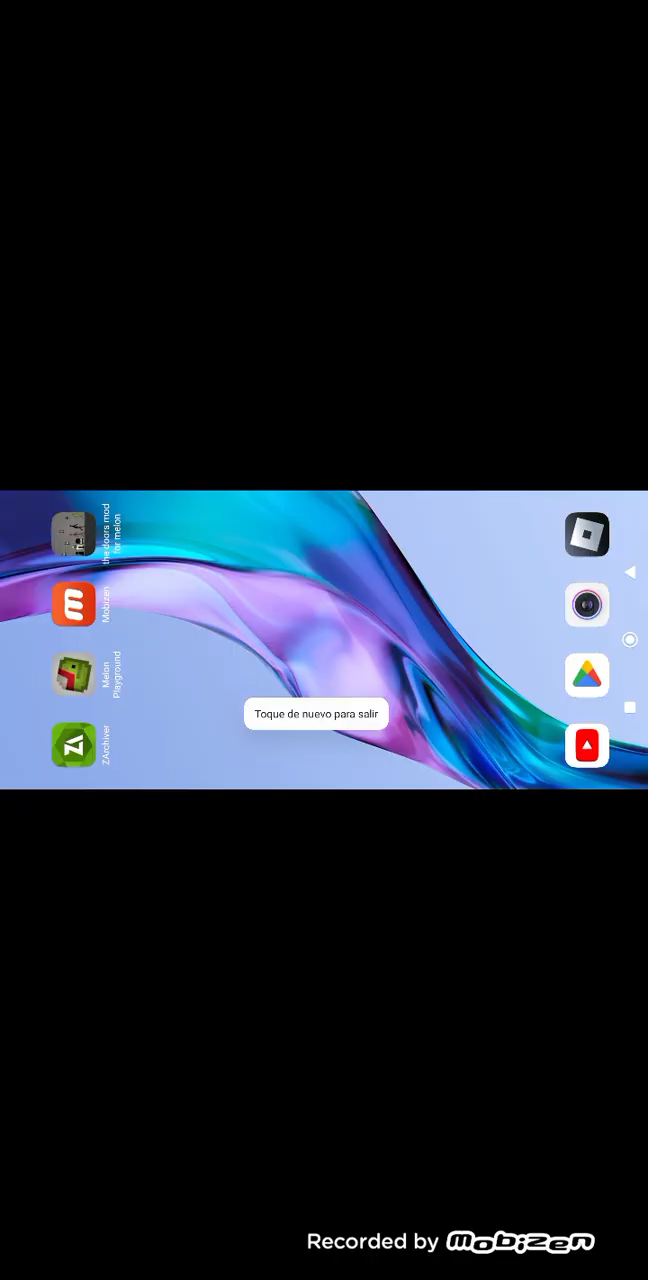 the doors mod
for melon
Mobizen
Melon
Playground
ZArchiver
Toque de nuevo para salir
Recorded by Mobizen